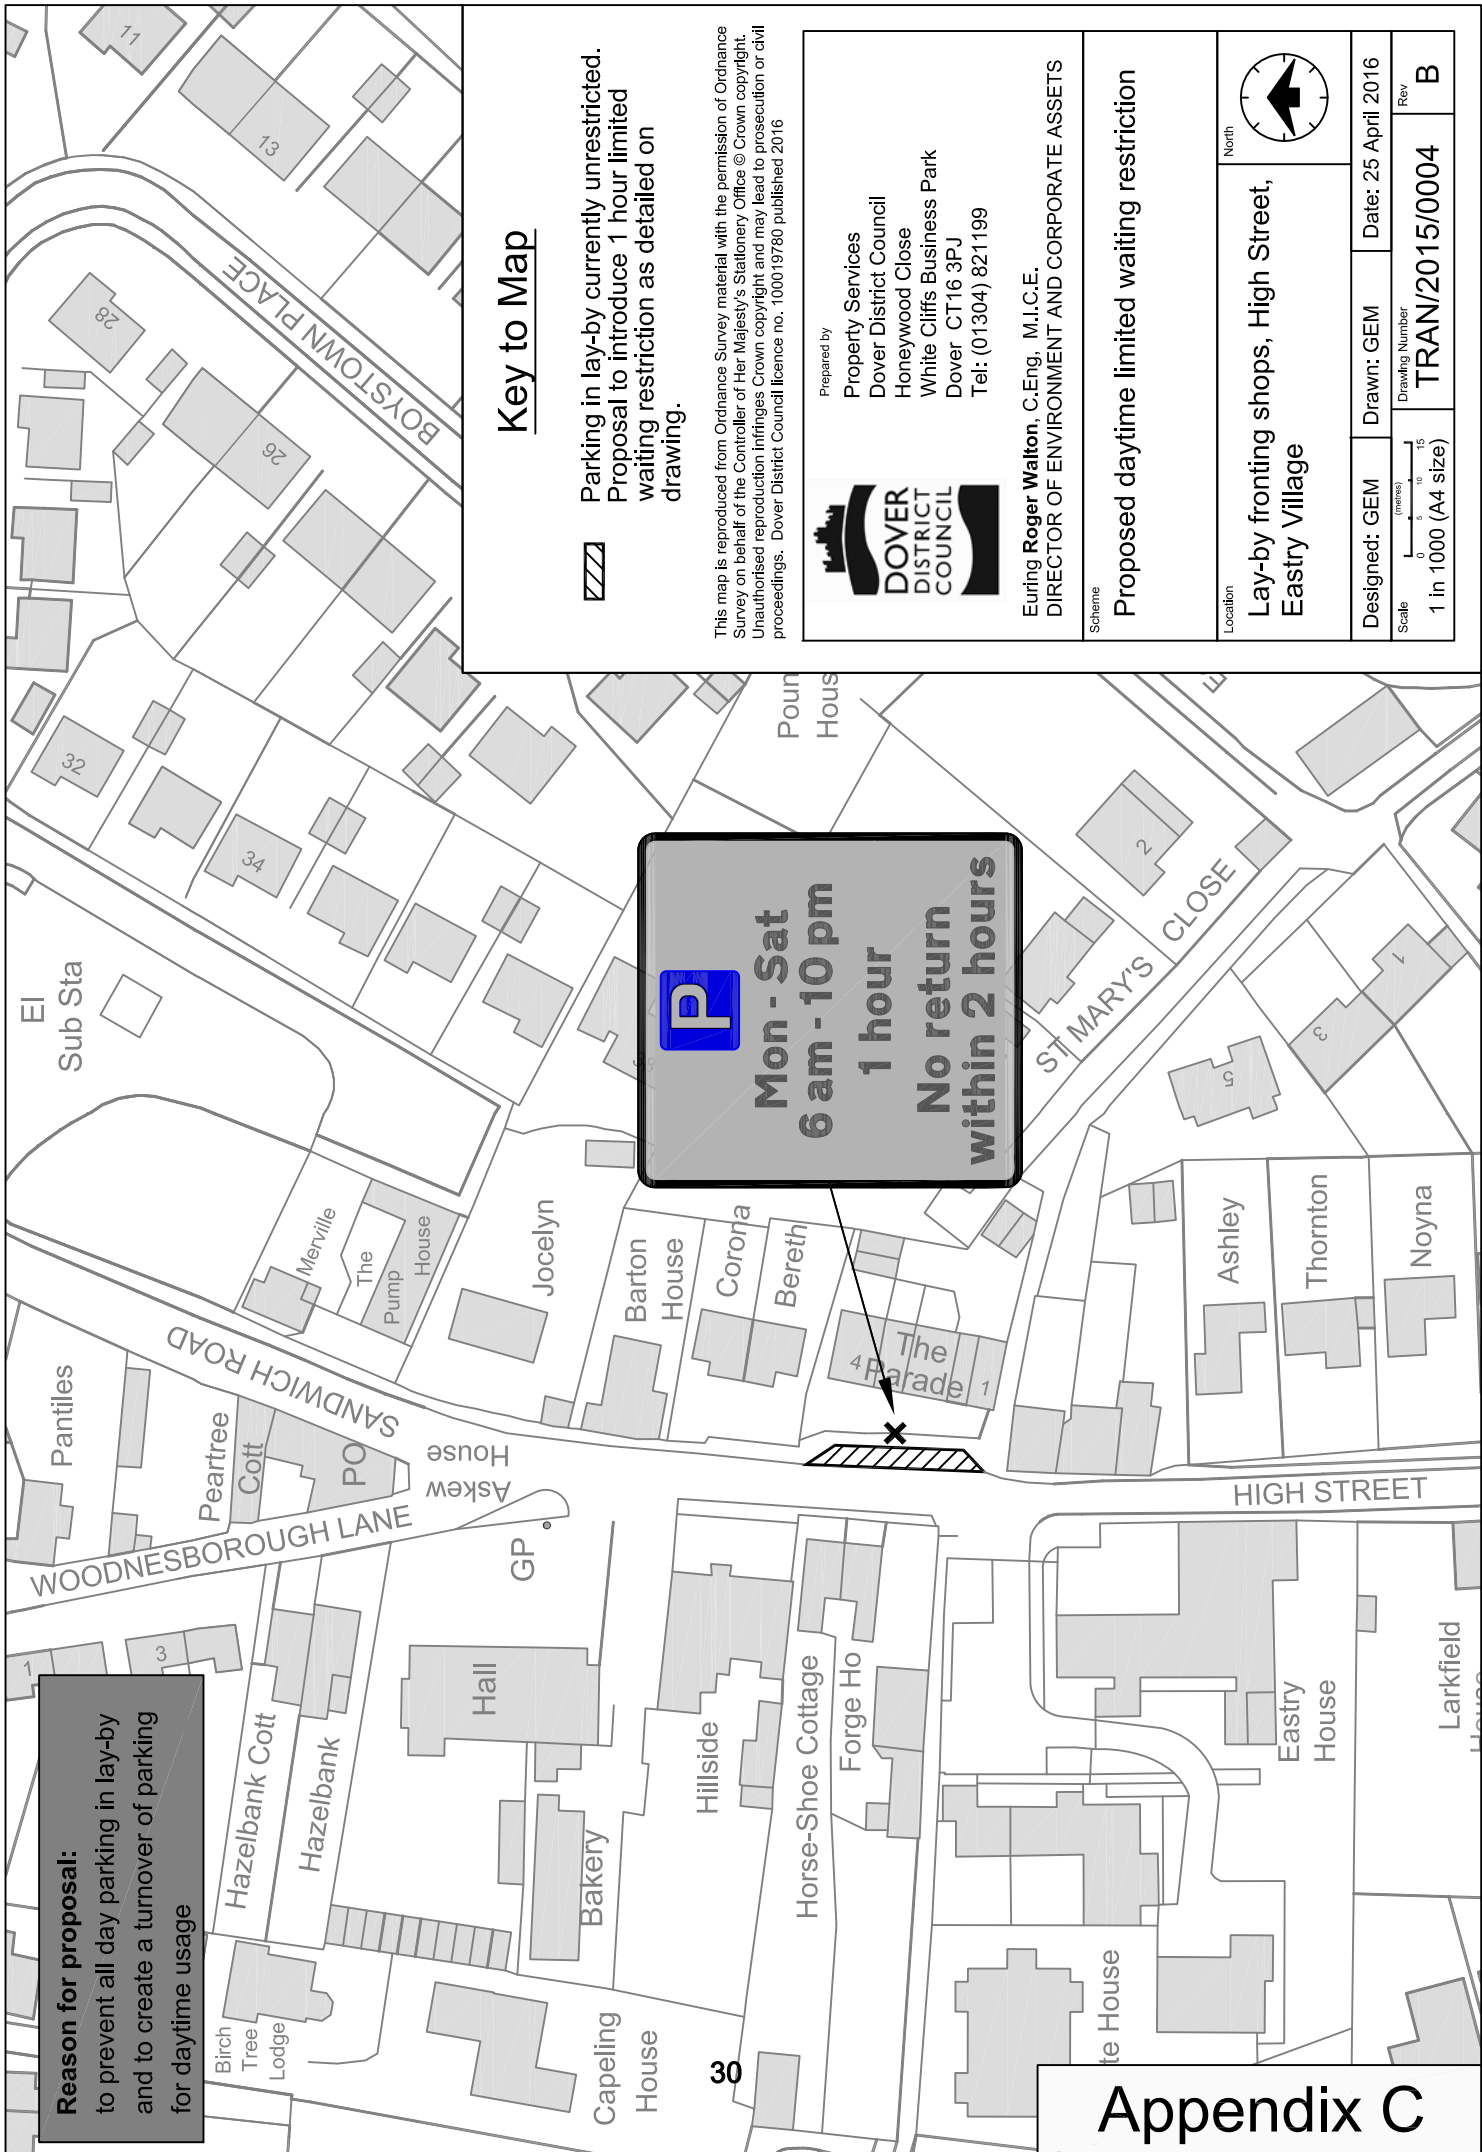 Reason for proposal:
to prevent all day parking in lay-by
and to create a turnover of parking
for daytime usage
Key to Map
Parking in lay-by currently unrestricted.
Proposal to introduce 1 hour limited
waiting restriction as detailed on
drawing.
This map is reproduced from Ordnance Survey material with the permission of Ordnance
Survey on behalf of the Controller of Her Majesty's Stationery Office © Crown copyright.
Unauthorised reproduction infringes Crown copyright and may lead to prosecution or civil
proceedings. Dover District Council licence no. 100019780 published 2016
DOVER
DISTRICT
COUNCIL
Prepared by
Property Services
Dover District Council
Honeywood Close
White Cliffs Business Park
Dover CT16 3PJ
Tel: (01304) 821199
Euring Roger Walton, C.Eng, M.I.C.E.
DIRECTOR OF ENVIRONMENT AND CORPORATE ASSETS
Scheme
Proposed daytime limited waiting restriction
Location
Lay-by fronting shops, High Street,
Eastry Village
North
Designed: GEM
Drawn: GEM
Date: 25 April 2016
Scale
(metres)
0 5 10 15
1 in 1000 (A4 size)
Drawing Number
TRAN/2015/0004
Rev
B
P
Mon - Sat
6 am - 10 pm
1 hour
No return
within 2 hours
11
13
28
26
BOYSTOWN PLACE
32
34
38
El
Sub Sta
Poun
Hous
2
ST MARY'S CLOSE
1
3
5
Merville
The
Pump
House
Jocelyn
Barton
House
Corona
Bereth
The
Parade
4
1
Ashley
Thornton
Noyna
Pantiles
SANDWICH ROAD
Peartree
Cott
PO
Askew
House
WOODNESBOROUGH LANE
GP
HIGH STREET
1
3
Hazelbank Cott
Hazelbank
Hall
Bakery
Hillside
Horse-Shoe Cottage
Forge Ho
Eastry
House
Larkfield
Birch
Tree
Lodge
Capeling
House
te House
30
Appendix C